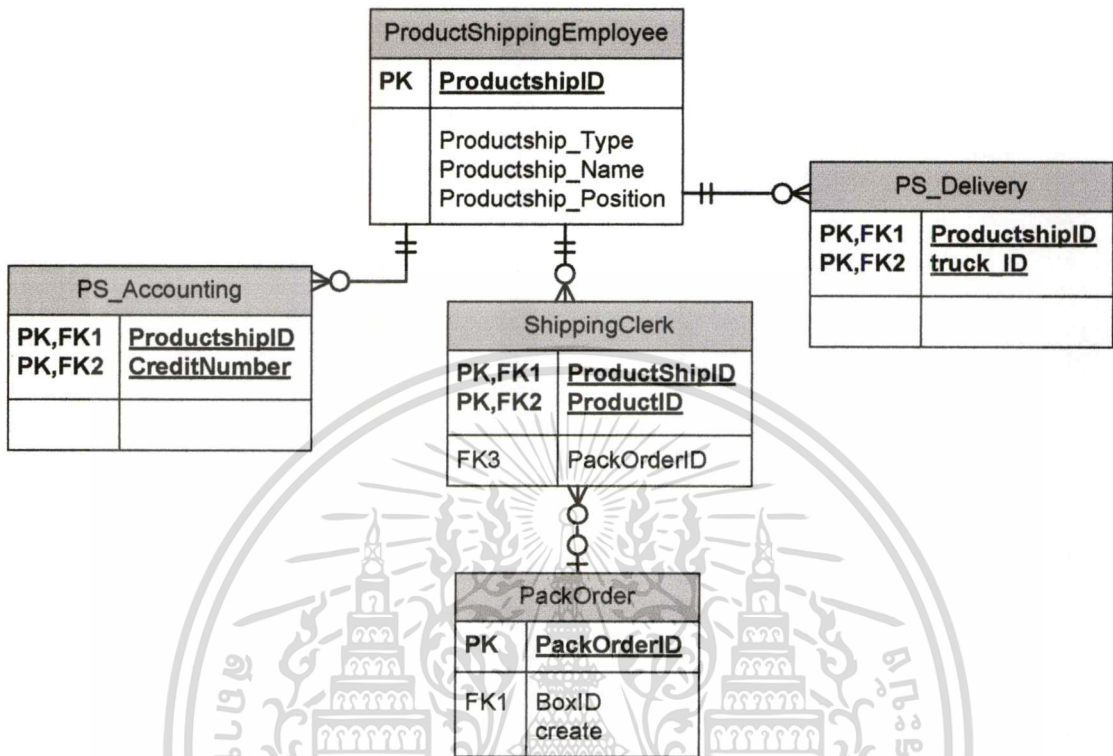 ProductShippingEmployee
PK ProductshipID
Productship_Type
Productship_Name
Productship_Position
PS_Delivery
PK,FK1 ProductshipID
PK,FK2 truck_ID
PS_Accounting
PK,FK1 ProductshipID
PK,FK2 CreditNumber
ShippingClerk
PK,FK1 ProductShipID
PK,FK2 ProductID
FK3 PackOrderID
PackOrder
PK PackOrderID
FK1 BoxID
create